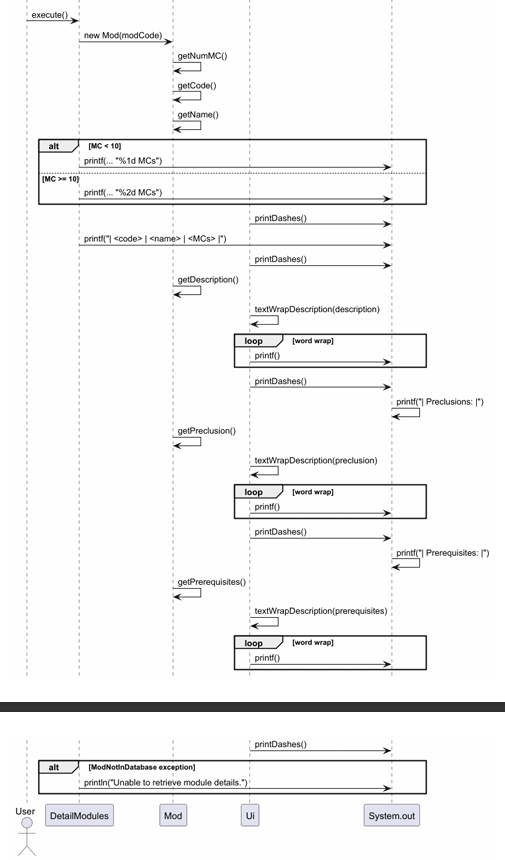 execute()
new Mod(modCode)
getNumMC()
getCode()
getName()
alt [MC < 10]
printf(... "%1d MCs")
[MC >= 10]
printf(... "%2d MCs")
printDashes()
printf("| <code> | <name> | <MCs> |")
printDashes()
getDescription()
textWrapDescription(description)
loop [word wrap]
printf()
printDashes()
printf("| Preclusions: |")
getPreclusion()
textWrapDescription(preclusion)
loop [word wrap]
printf()
printDashes()
printf("| Prerequisites: |")
getPrerequisites()
textWrapDescription(prerequisites)
loop [word wrap]
printf()
printDashes()
alt [ModNotInDatabase exception]
println("Unable to retrieve module details.")
User DetailModules Mod Ui System.out